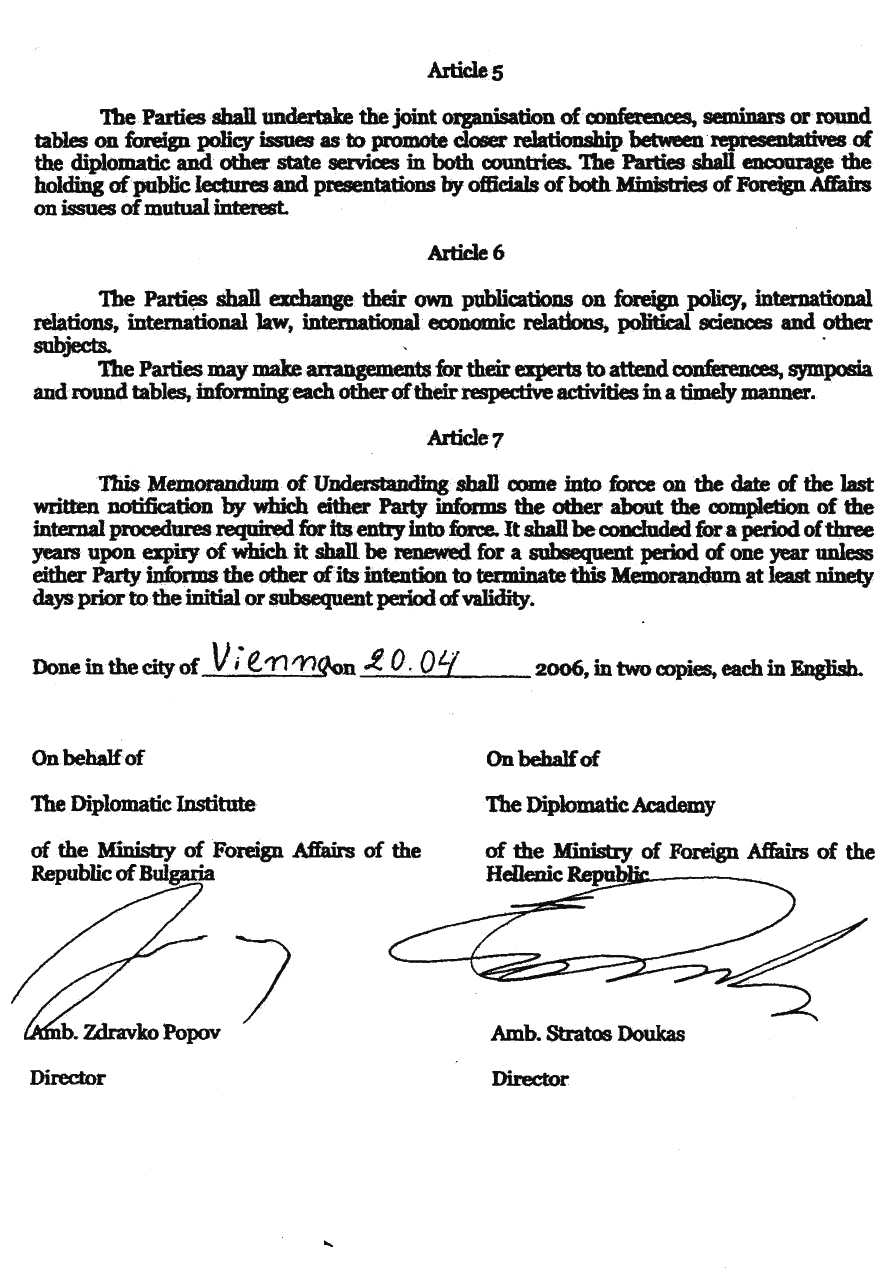 Article 5
The Parties shall undertake the joint organisation of conferences, seminars or round
tables on foreign policy issues as to promote closer relationship between representatives of
the diplomatic and other state services in both countries. The Parties shall encourage the
holding of public lectures and presentations by officials of both Ministries of Foreign Affairs
on issues of mutual interest.
Article 6
The Parties shall exchange their own publications on foreign policy, international
relations, international law, international economic relations, political sciences and other
subjects.
The Parties may make arrangements for their experts to attend conferences, symposia
and round tables, informing each other of their respective activities in a timely manner.
Article 7
This Memorandum of Understanding shall come into force on the date of the last
written notification by which either Party informs the other about the completion of the
internal procedures required for its entry into force. It shall be concluded for a period of three
years upon expiry of which it shall be renewed for a subsequent period of one year unless
either Party informs the other of its intention to terminate this Memorandum at least ninety
days prior to the initial or subsequent period of validity.
Done in the city of Vienna on 20.04 2006, in two copies, each in English.
On behalf of
The Diplomatic Institute
of the Ministry of Foreign Affairs of the
Republic of Bulgaria
Amb. Zdravko Popov
Director
On behalf of
The Diplomatic Academy
of the Ministry of Foreign Affairs of the
Hellenic Republic
Amb. Stratos Doukas
Director